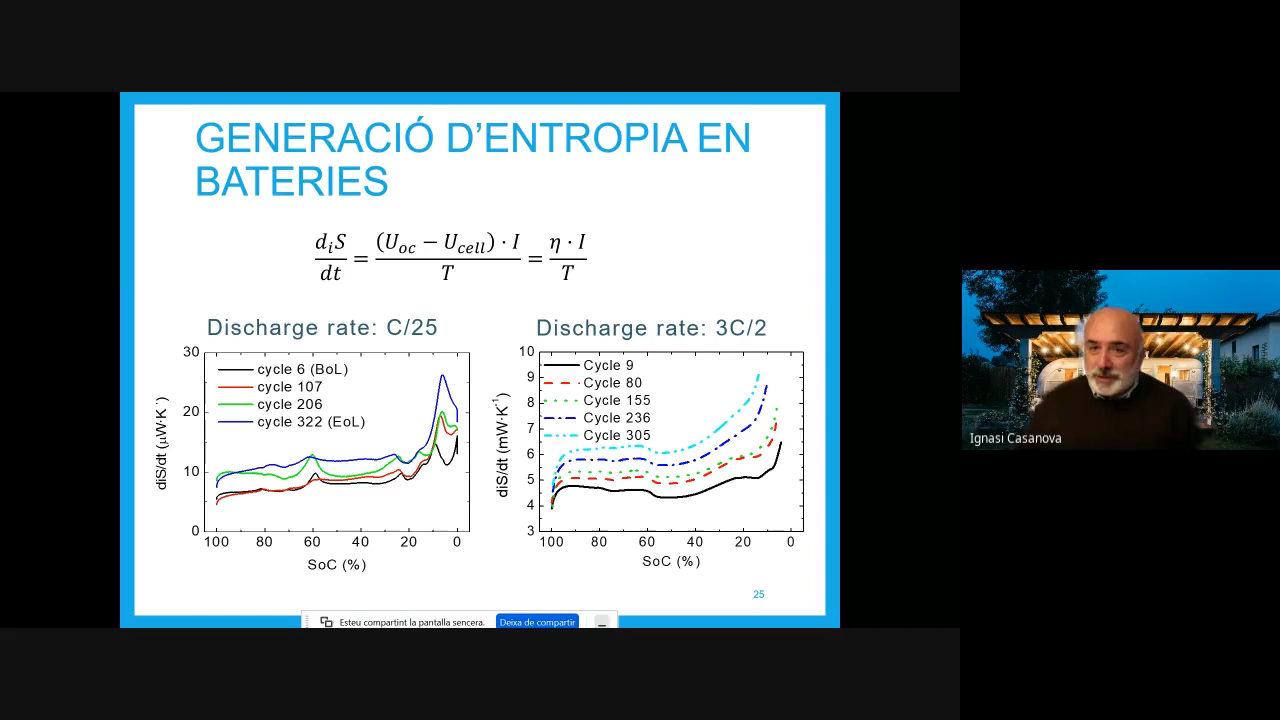 GENERACIÓ D’ENTROPIA EN
BATERIES
d_iS/dt = (U_oc − U_cell) · I / T = η · I / T
Discharge rate: C/25
30
20
10
0
diS/dt (μW·K⁻)
cycle 6 (BoL)
cycle 107
cycle 206
cycle 322 (EoL)
100 80 60 40 20 0
SoC (%)
Discharge rate: 3C/2
10
9
8
7
6
5
4
3
diS/dt (mW·K⁻¹)
Cycle 9
Cycle 80
Cycle 155
Cycle 236
Cycle 305
100 80 60 40 20 0
SoC (%)
25
Esteu compartint la pantalla sencera.
Deixa de compartir
Ignasi Casanova